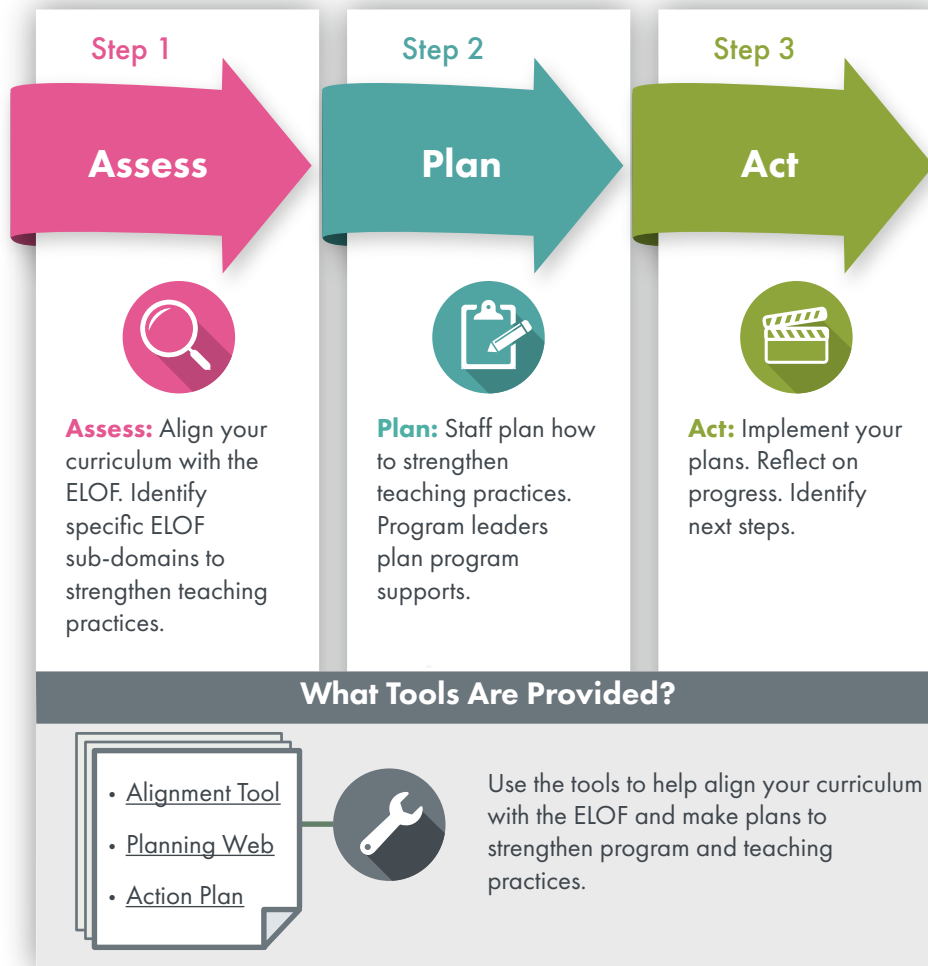 Step 1
Assess
Assess: Align your
curriculum with the
ELOF. Identify
specific ELOF
sub-domains to
strengthen teaching
practices.
Step 2
Plan
Plan: Staff plan how
to strengthen
teaching practices.
Program leaders
plan program
supports.
Step 3
Act
Act: Implement your
plans. Reflect on
progress. Identify
next steps.
What Tools Are Provided?
• Alignment Tool
• Planning Web
• Action Plan
Use the tools to help align your curriculum
with the ELOF and make plans to
strengthen program and teaching
practices.